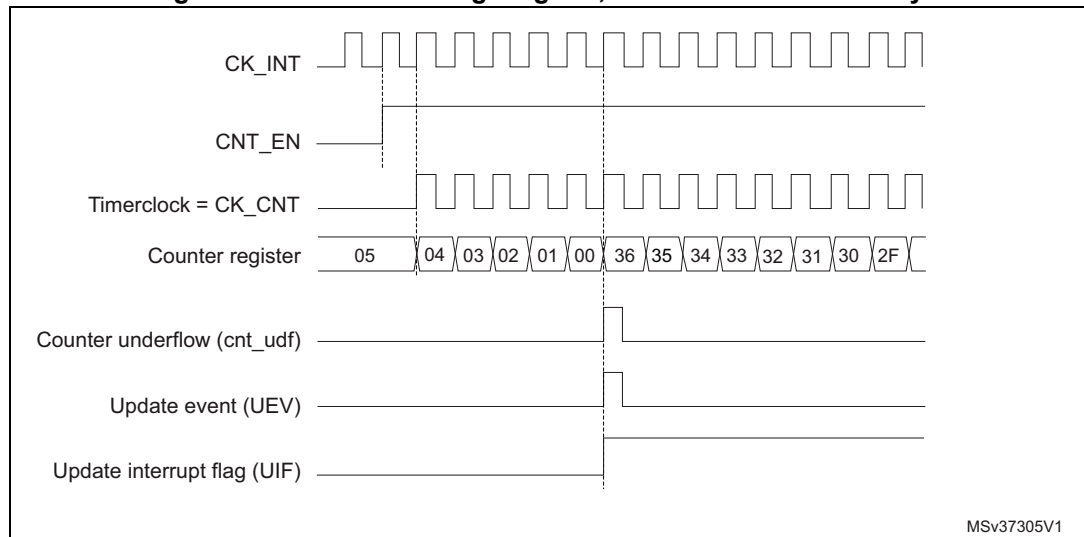 CK_INT
CNT_EN
Timerclock = CK_CNT
Counter register 05 04 03 02 01 00 36 35 34 33 32 31 30 2F
Counter underflow (cnt_udf)
Update event (UEV)
Update interrupt flag (UIF)
MSv37305V1